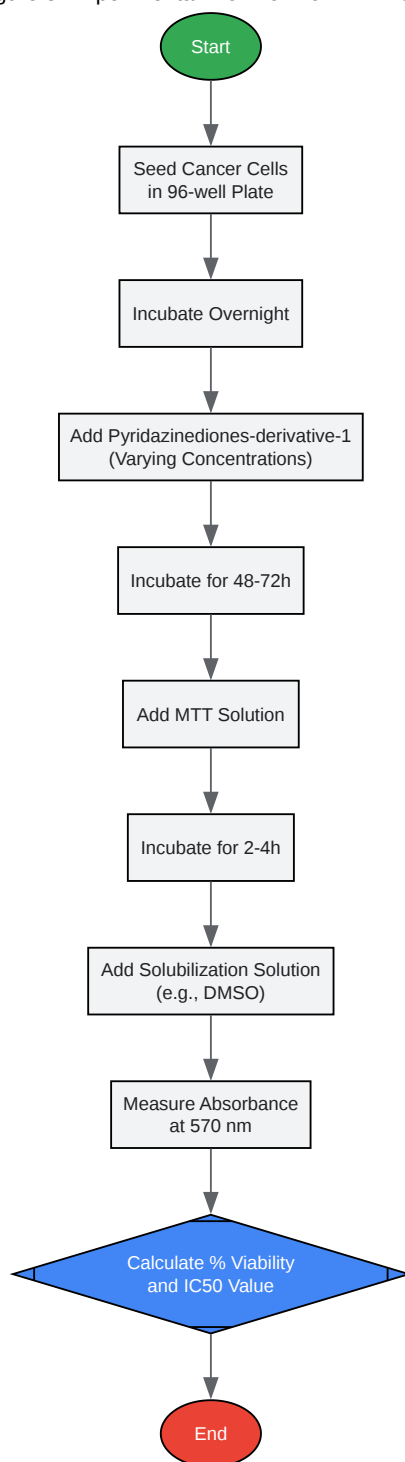 Start
Seed Cancer Cells
in 96-well Plate
Incubate Overnight
Add Pyridazinediones-derivative-1
(Varying Concentrations)
Incubate for 48-72h
Add MTT Solution
Incubate for 2-4h
Add Solubilization Solution
(e.g., DMSO)
Measure Absorbance
at 570 nm
Calculate % Viability
and IC50 Value
End